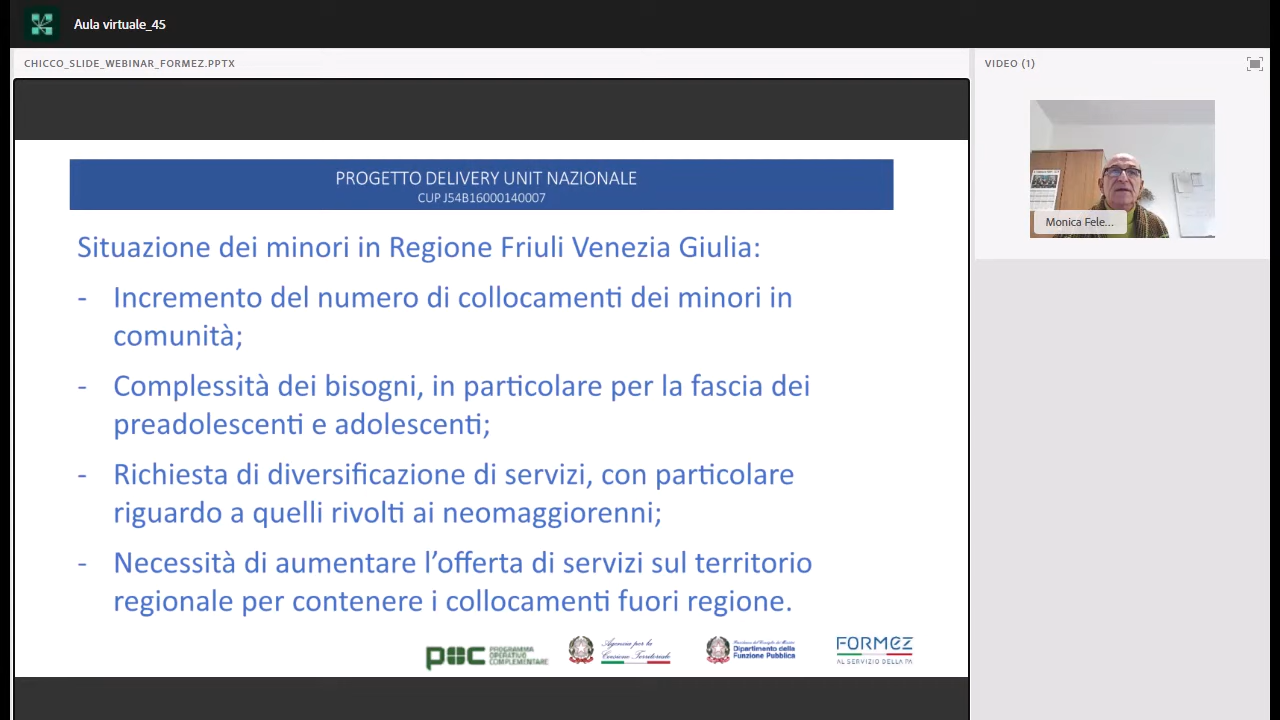 Aula virtuale_45
CHICCO_SLIDE_WEBINAR_FORMEZ.PPTX
VIDEO (1)
PROGETTO DELIVERY UNIT NAZIONALE
CUP J54B16000140007
Situazione dei minori in Regione Friuli Venezia Giulia:
- Incremento del numero di collocamenti dei minori in
comunità;
- Complessità dei bisogni, in particolare per la fascia dei
preadolescenti e adolescenti;
- Richiesta di diversificazione di servizi, con particolare
riguardo a quelli rivolti ai neomaggiorenni;
- Necessità di aumentare l’offerta di servizi sul territorio
regionale per contenere i collocamenti fuori regione.
Monica Fele...
POC PROGRAMMA
OPERATIVO
COMPLEMENTARE
Agenzia per la
Coesione Territoriale
Presidenza del Consiglio dei Ministri
Dipartimento della
Funzione Pubblica
FORMEZ
AL SERVIZIO DELLA PA